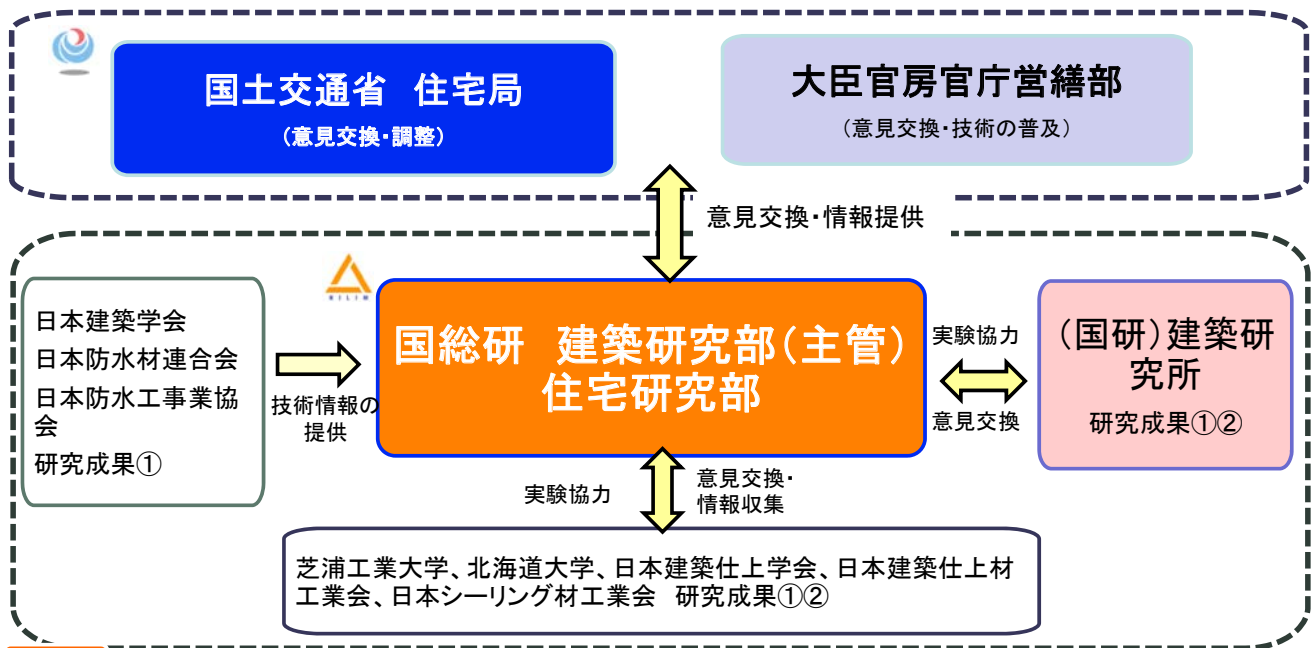 国土交通省 住宅局
（意見交換・調整）
大臣官房官庁営繕部
（意見交換・技術の普及）
意見交換・情報提供
日本建築学会
日本防水材連合会
日本防水工事業協
会
研究成果①
技術情報の
提供
NILIM
国総研 建築研究部（主管）
住宅研究部
実験協力
意見交換
（国研）建築研
究所
研究成果①②
実験協力
意見交換・
情報収集
芝浦工業大学、北海道大学、日本建築仕上学会、日本建築仕上材
工業会、日本シーリング材工業会 研究成果①②